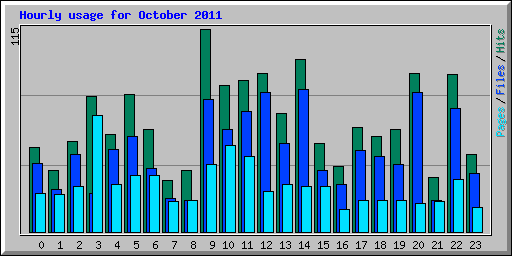 Hourly usage for October 2011
115
Pages / Files / Hits
0 1 2 3 4 5 6 7 8 9 10 11 12 13 14 15 16 17 18 19 20 21 22 23